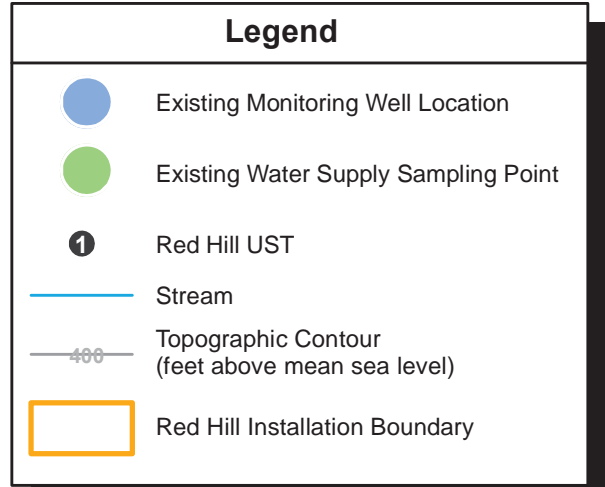 Legend
Existing Monitoring Well Location
Existing Water Supply Sampling Point
1 Red Hill UST
Stream
400 Topographic Contour
(feet above mean sea level)
Red Hill Installation Boundary